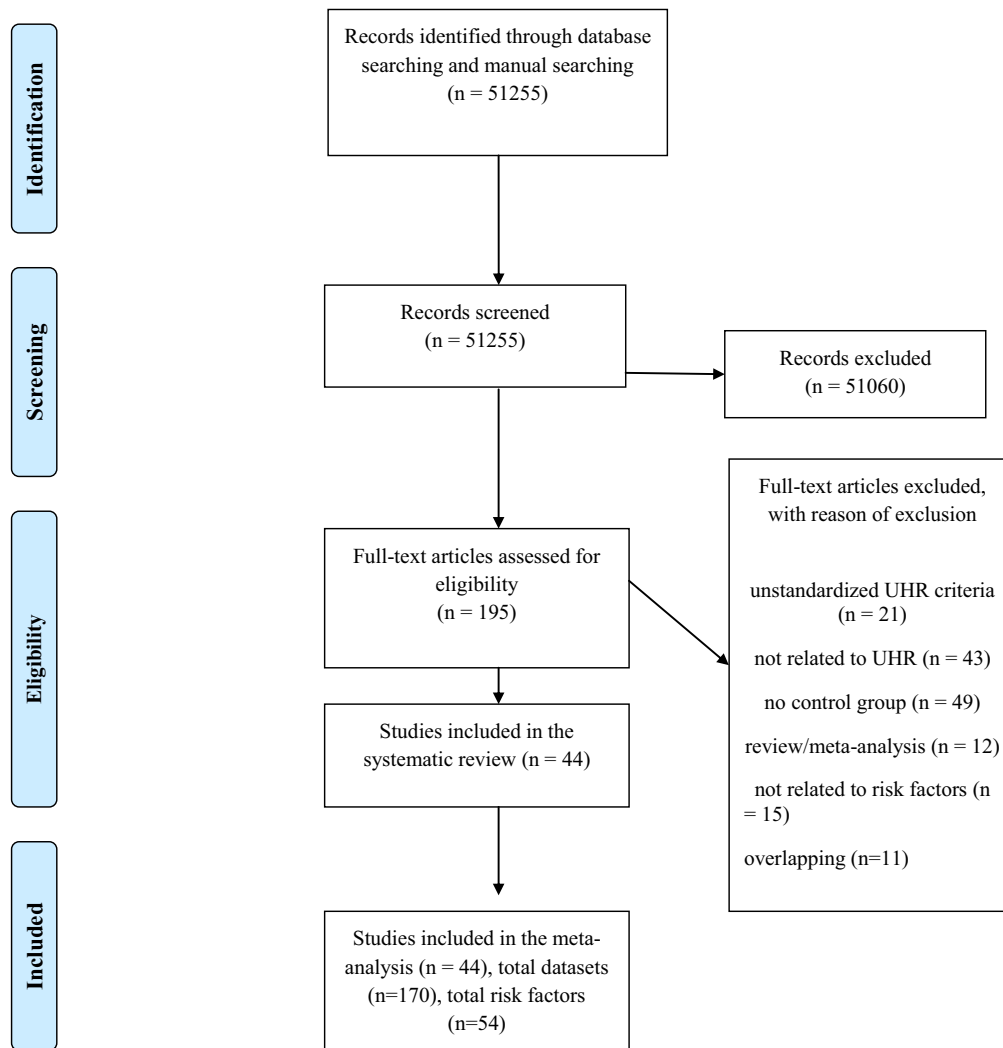 Identification
Records identified through database
searching and manual searching
(n = 51255)
Screening
Records screened
(n = 51255)
Records excluded
(n = 51060)
Eligibility
Full-text articles assessed for
eligibility
(n = 195)
Full-text articles excluded,
with reason of exclusion
unstandardized UHR criteria
(n = 21)
not related to UHR (n = 43)
no control group (n = 49)
review/meta-analysis (n = 12)
not related to risk factors (n
= 15)
overlapping (n=11)
Studies included in the
systematic review (n = 44)
Included
Studies included in the meta-
analysis (n = 44), total datasets
(n=170), total risk factors
(n=54)